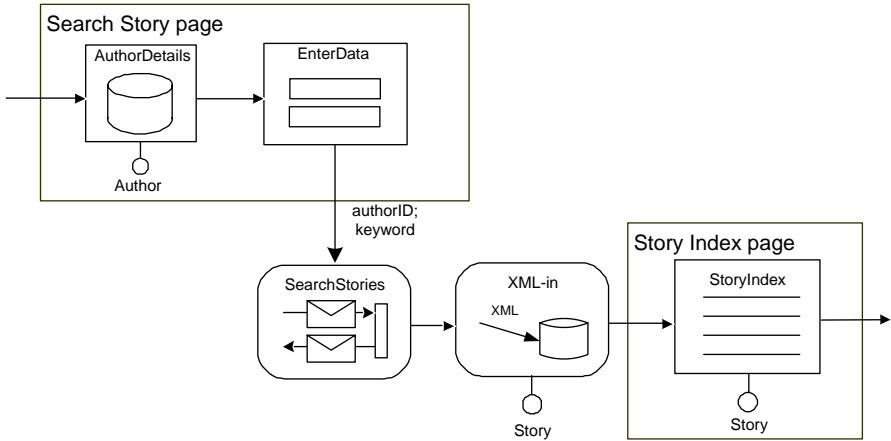 Search Story page
AuthorDetails
EnterData
Author
authorID;
keyword
SearchStories
XML-in
XML
Story
Story Index page
StoryIndex
Story